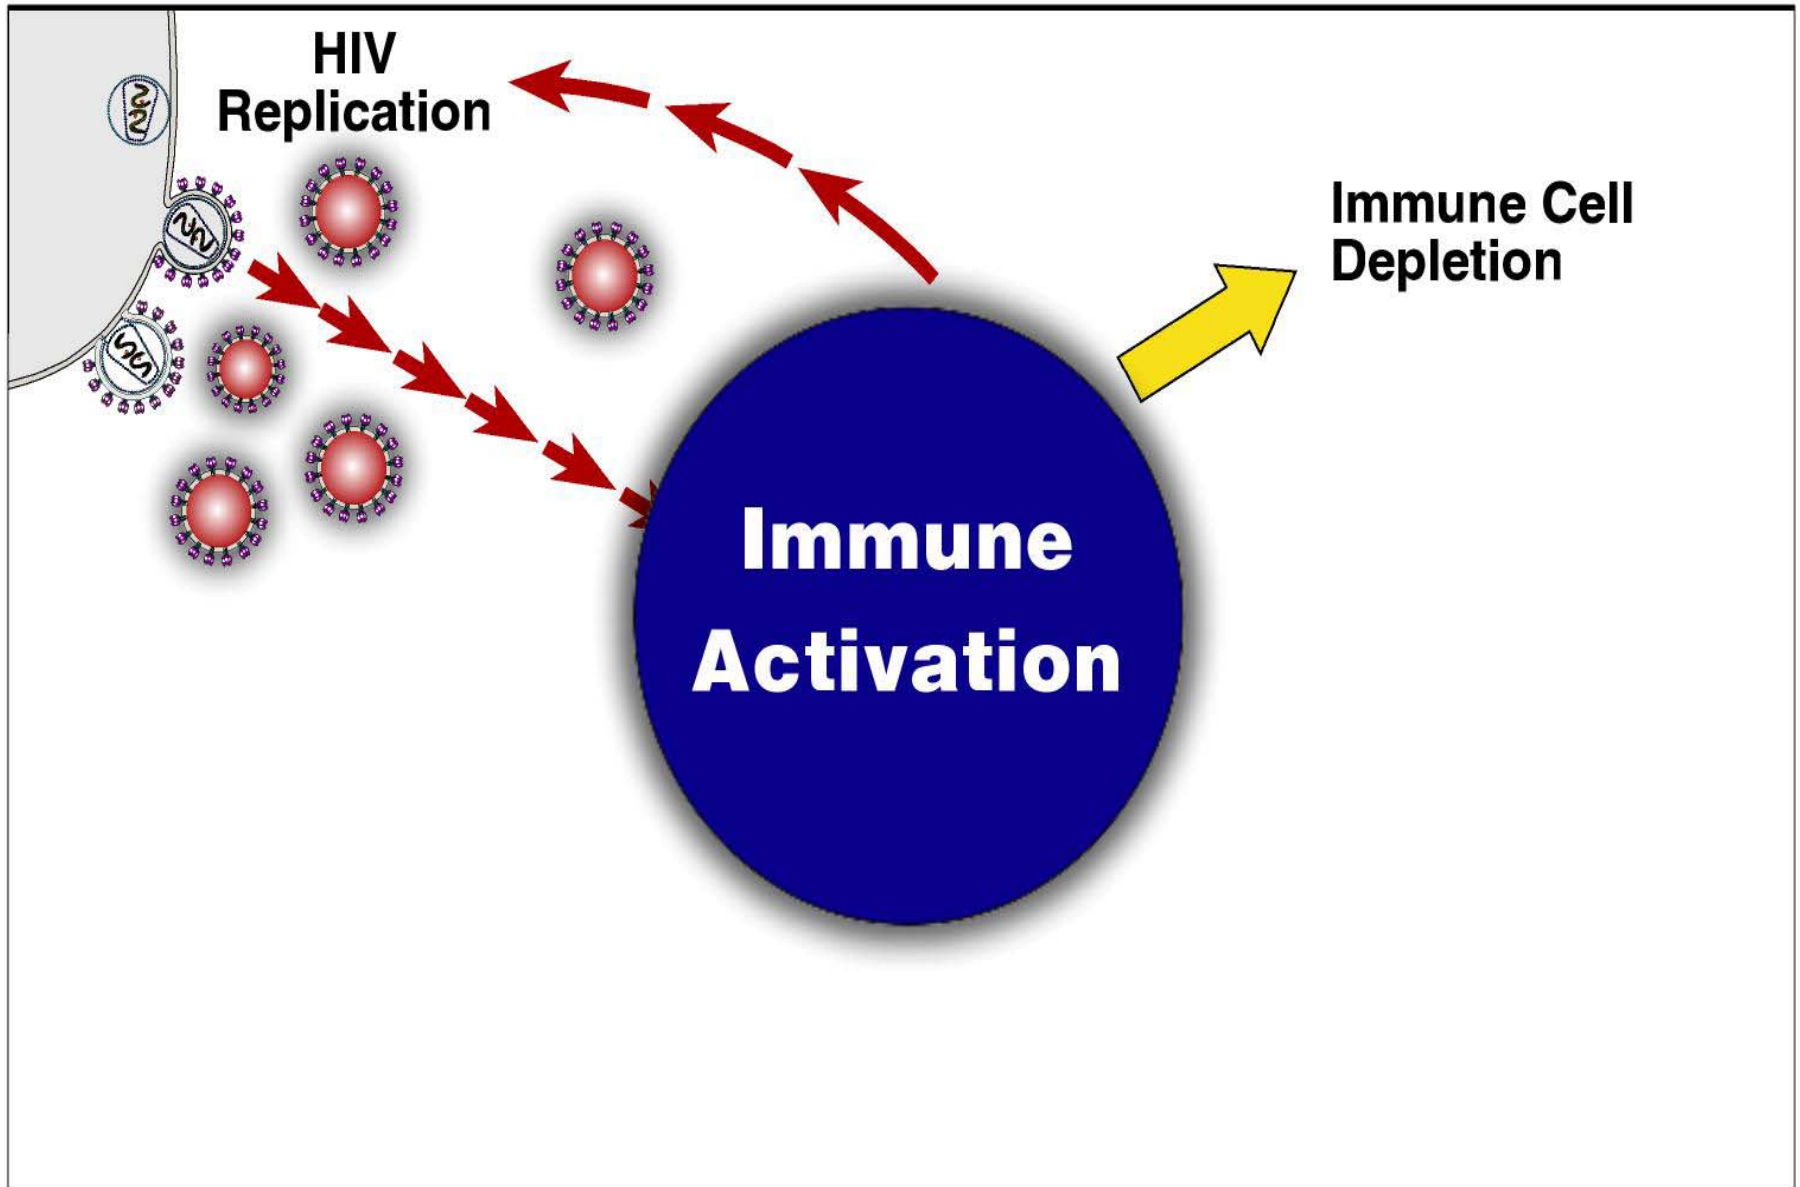 HIV
Replication
Immune Cell
Depletion
Immune
Activation